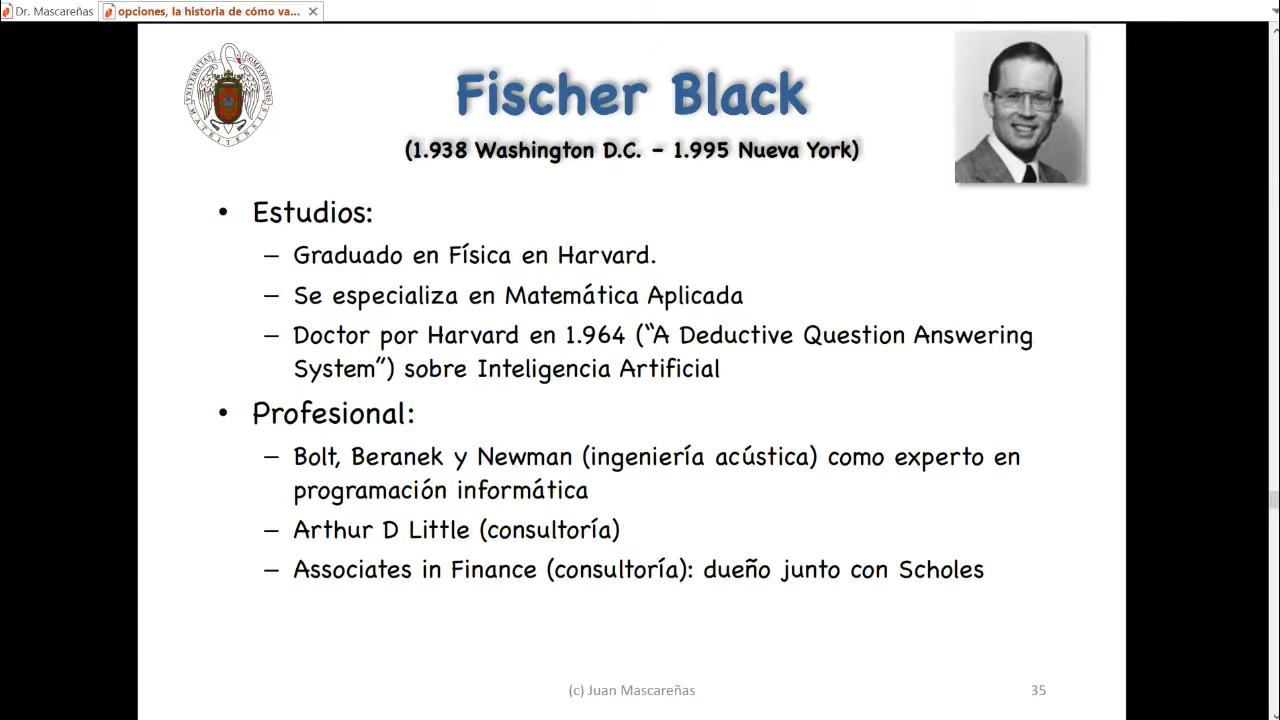 Dr. Mascareñas
opciones, la historia de cómo va...
Fischer Black
(1.938 Washington D.C. – 1.995 Nueva York)
• Estudios:
– Graduado en Física en Harvard.
– Se especializa en Matemática Aplicada
– Doctor por Harvard en 1.964 (“A Deductive Question Answering
System”) sobre Inteligencia Artificial
• Profesional:
– Bolt, Beranek y Newman (ingeniería acústica) como experto en
programación informática
– Arthur D Little (consultoría)
– Associates in Finance (consultoría): dueño junto con Scholes
(c) Juan Mascareñas
35